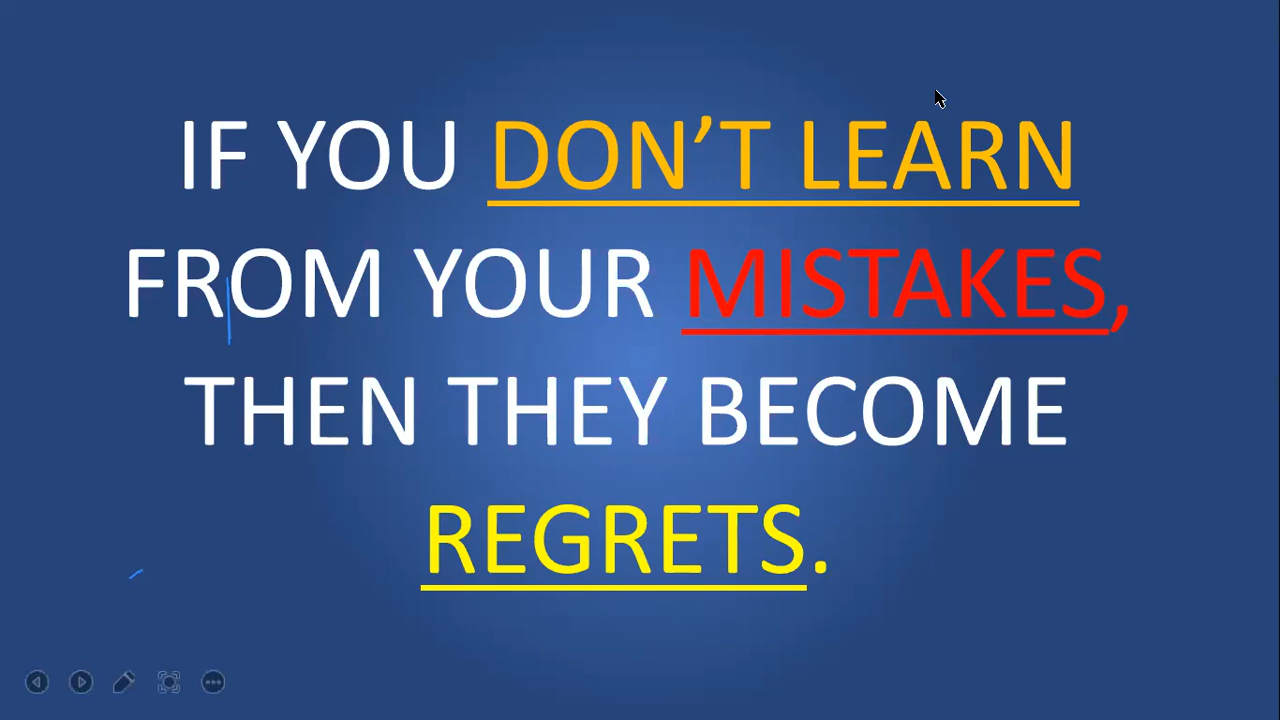 IF YOU DON’T LEARN
FROM YOUR MISTAKES,
THEN THEY BECOME
REGRETS.